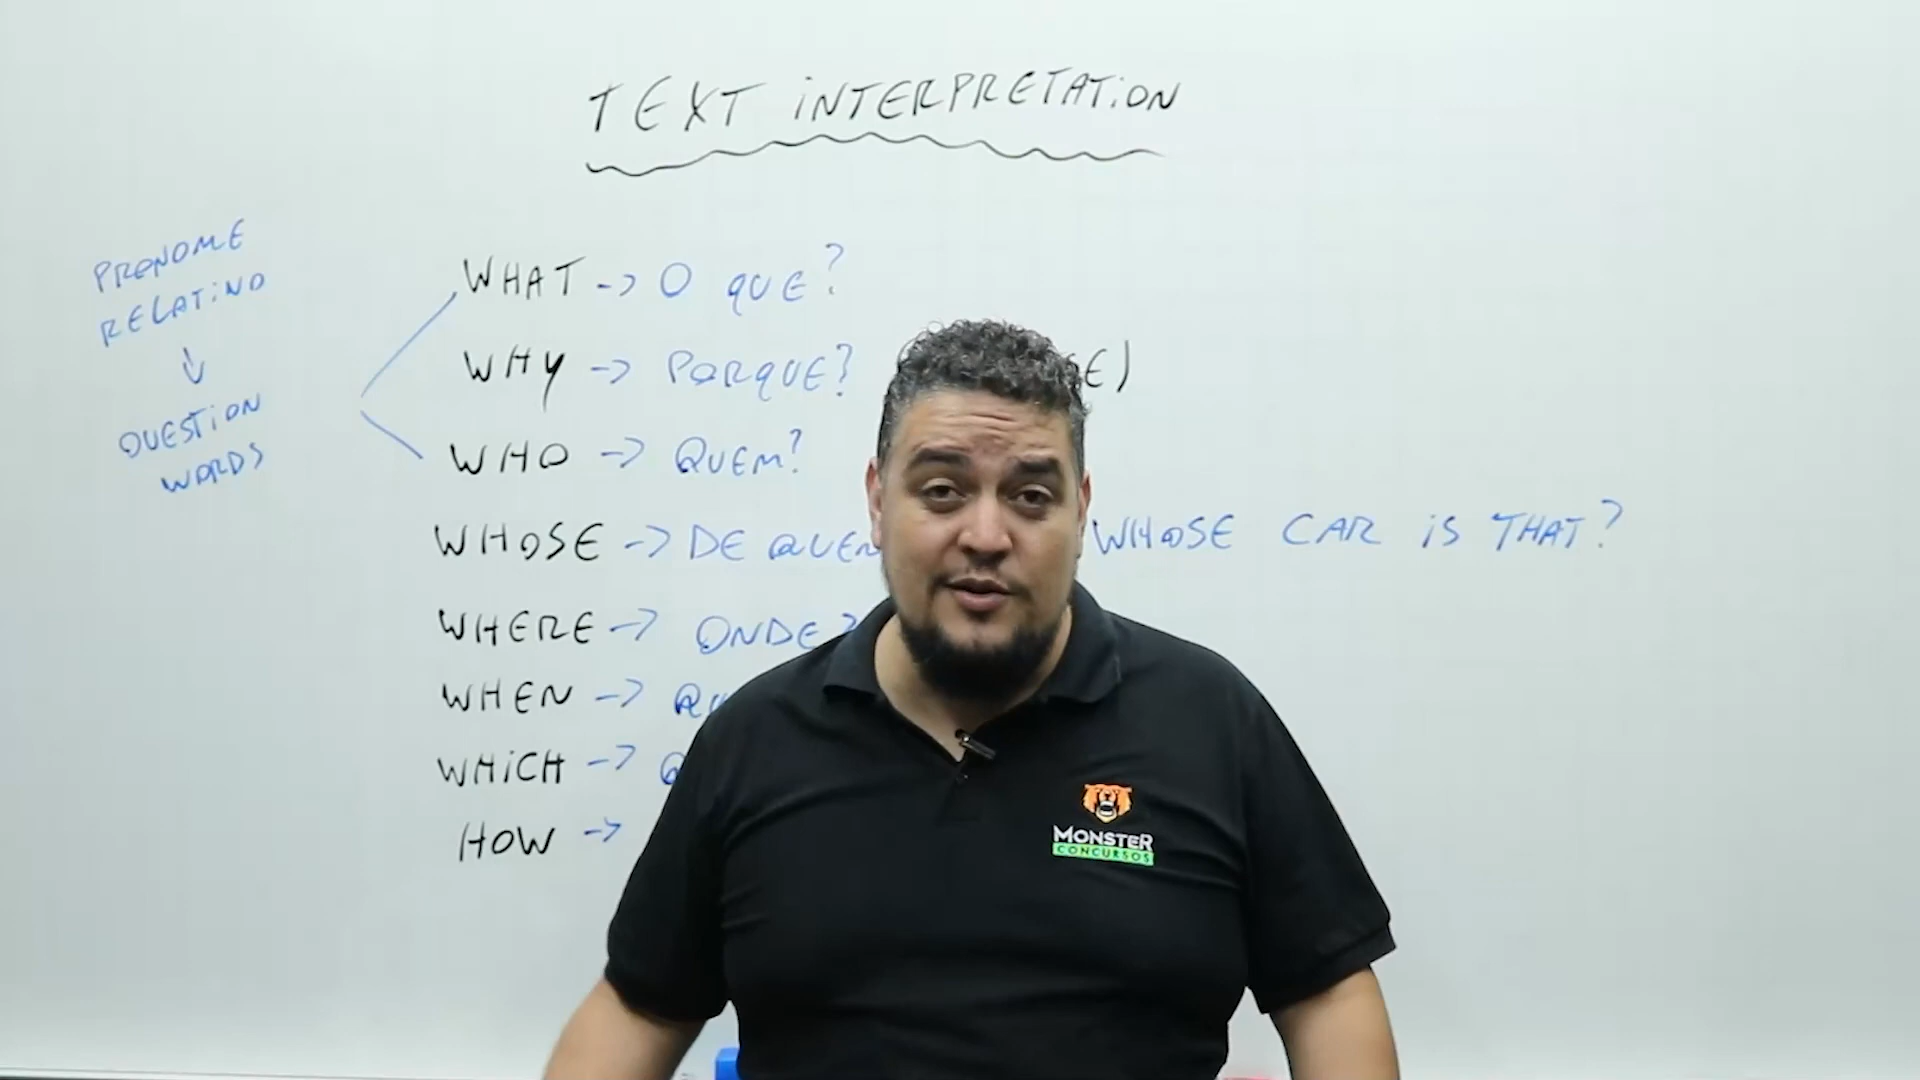 TEXT INTERPRETATION
PRONOME
RELATIVO
QUESTION
WORDS
WHAT -> O QUE?
WHY -> PORQUE?
WHO -> QUEM?
WHOSE -> DE QUEM WHOSE CAR IS THAT?
WHERE -> ONDE?
WHEN ->
WHICH ->
HOW ->
MONSTER
CONCURSOS